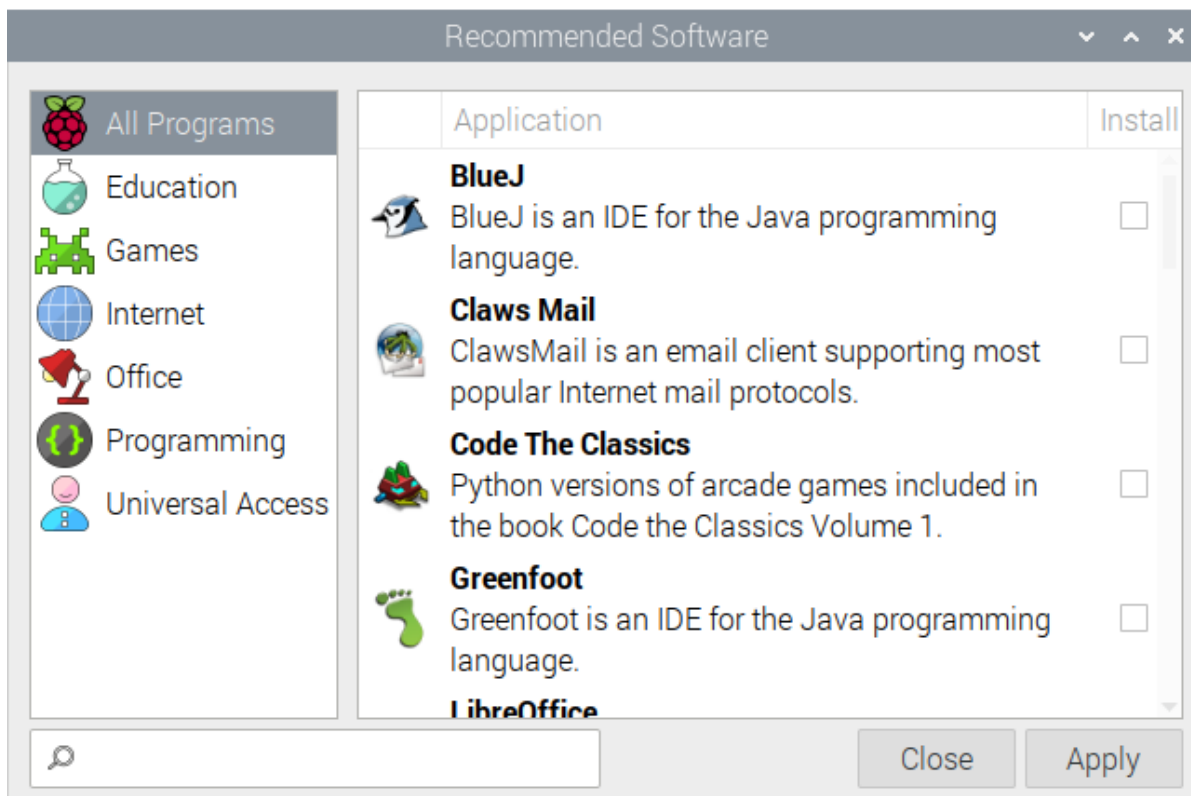 Recommended Software
All Programs
Education
Games
Internet
Office
Programming
Universal Access
Application
Install
BlueJ
BlueJ is an IDE for the Java programming
language.
Claws Mail
ClawsMail is an email client supporting most
popular Internet mail protocols.
Code The Classics
Python versions of arcade games included in
the book Code the Classics Volume 1.
Greenfoot
Greenfoot is an IDE for the Java programming
language.
LibreOffice
Close
Apply